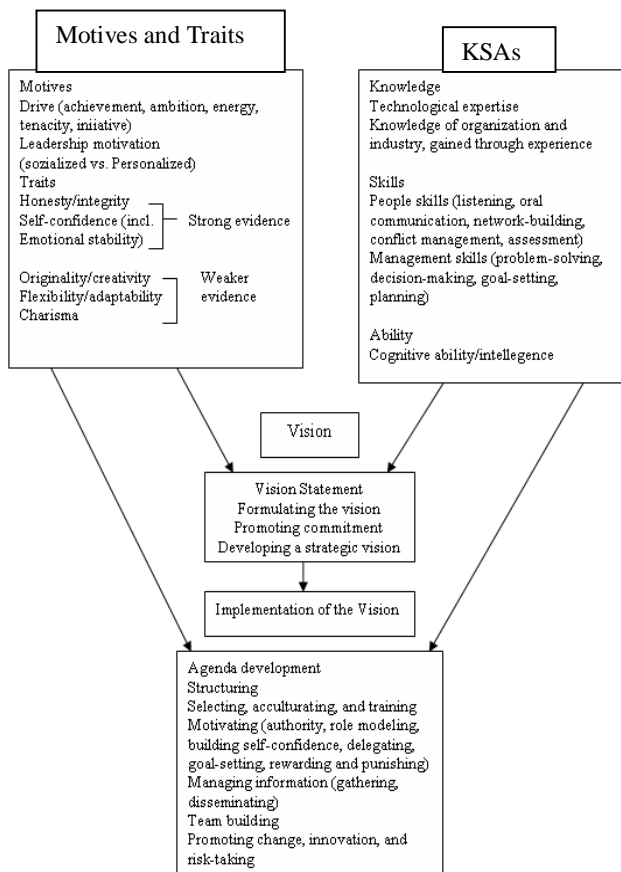 Motives and Traits
Motives
Drive (achievement, ambition, energy,
tenacity, iniiative)
Leadership motivation
(sozialized vs. Personalized)
Traits
Honesty/integrity
Self-confidence (incl.
Emotional stability)
Strong evidence
Originality/creativity
Flexibility/adaptability
Charisma
Weaker
evidence
KSAs
Knowledge
Technological expertise
Knowledge of organization and
industry, gained through experience
Skills
People skills (listening, oral
communication, network-building,
conflict management, assessment)
Management skills (problem-solving,
decision-making, goal-setting,
planning)
Ability
Cognitive ability/intellegence
Vision
Vision Statement
Formulating the vision
Promoting commitment
Developing a strategic vision
Implementation of the Vision
Agenda development
Structuring
Selecting, acculturating, and training
Motivating (authority, role modeling,
building self-confidence, delegating,
goal-setting, rewarding and punishing)
Managing information (gathering,
disseminating)
Team building
Promoting change, innovation, and
risk-taking